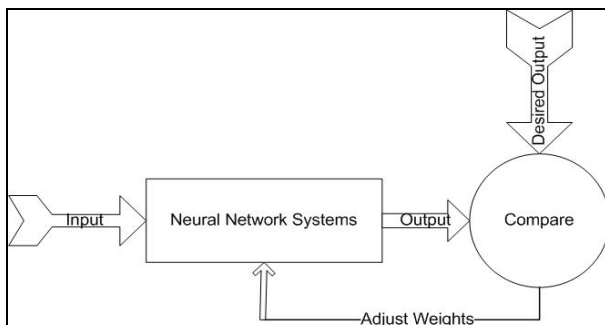 Desired Output
Input
Neural Network Systems
Output
Compare
Adjust Weights